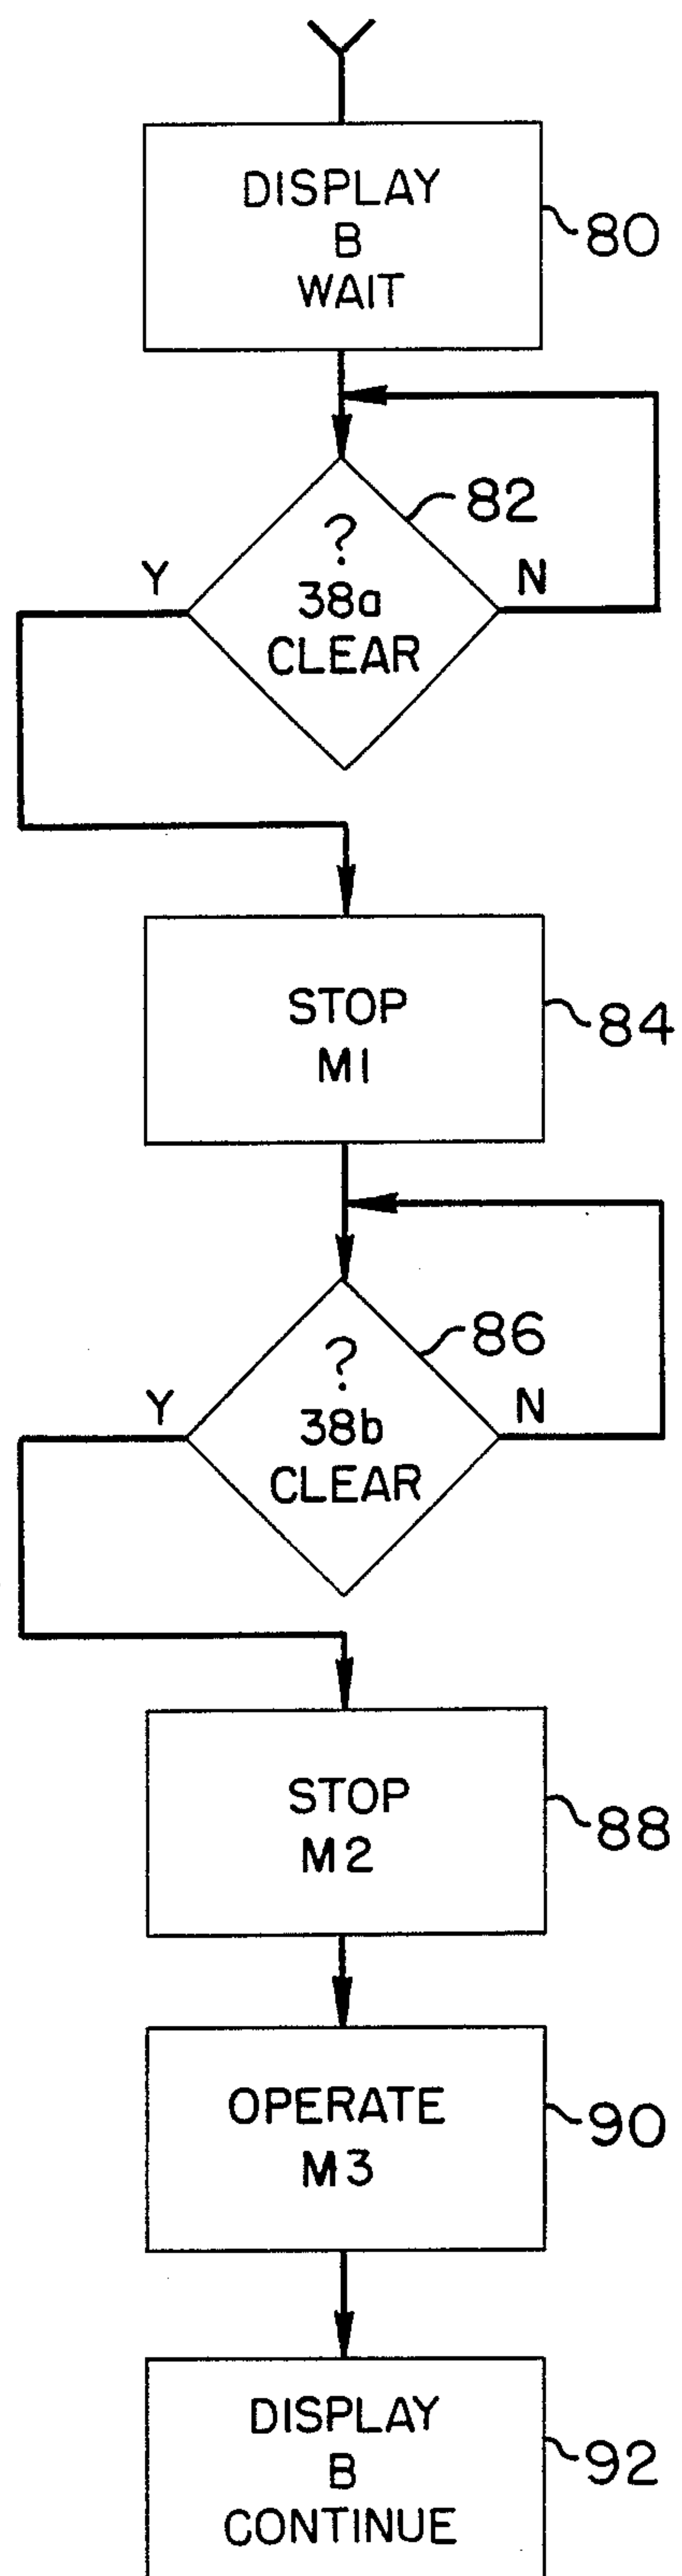 DISPLAY
B
WAIT
80
82
?
38a
CLEAR
Y
N
STOP
M1
84
86
?
38b
CLEAR
Y
N
STOP
M2
88
OPERATE
M3
90
DISPLAY
B
CONTINUE
92